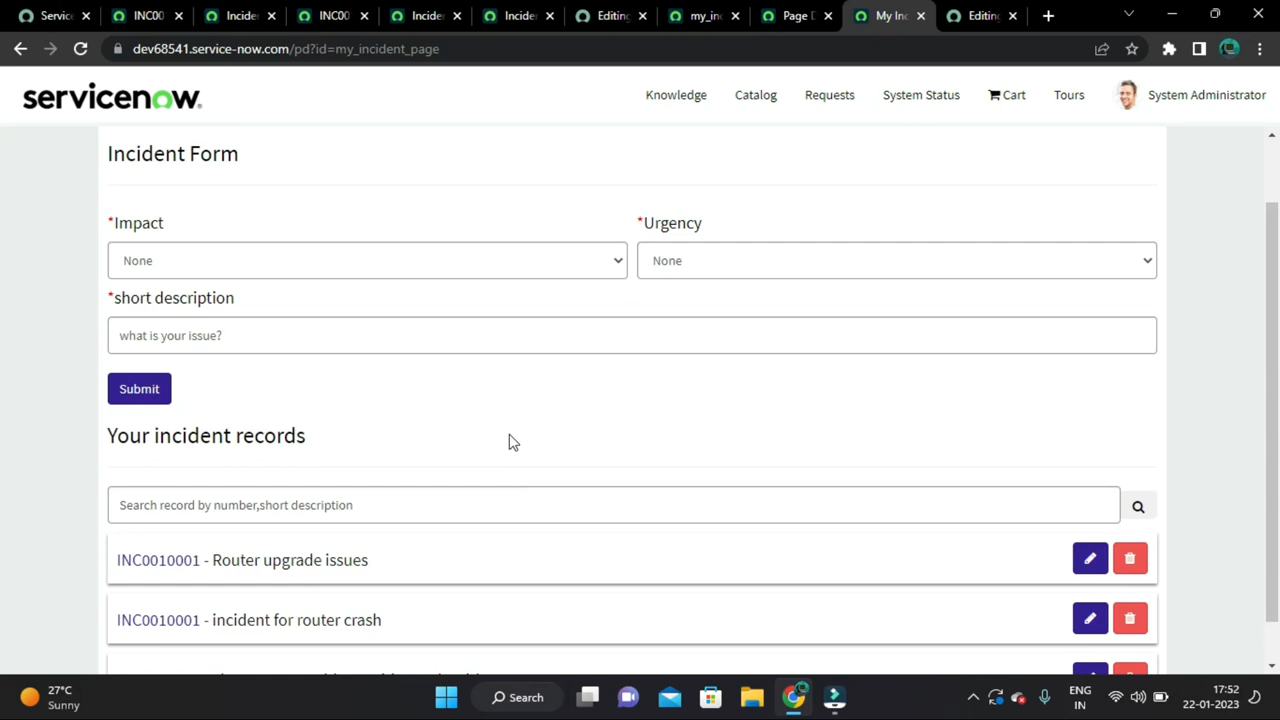 Service
INC00
Incide
INC00
Incide
Incide
Editing
my_inc
Page D
My Inc
Editing
dev68541.service-now.com/pd?id=my_incident_page
servicenow
Knowledge
Catalog
Requests
System Status
Cart
Tours
System Administrator
Incident Form
*Impact
*Urgency
None
None
*short description
what is your issue?
Submit
Your incident records
Search record by number,short description
INC0010001 - Router upgrade issues
INC0010001 - incident for router crash
27°C
Sunny
Search
ENG
IN
17:52
22-01-2023